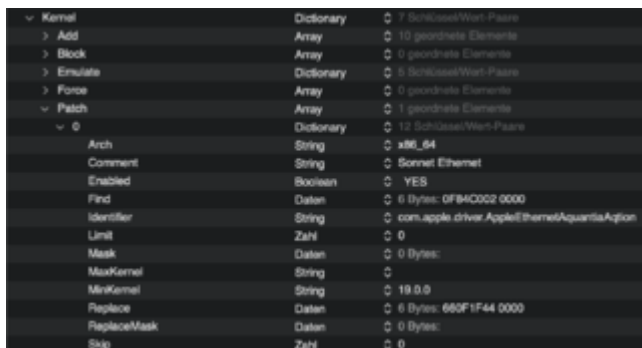 Kernel Dictionary 7 Schlüssel/Wert-Paare
Add Array 10 geordnete Elemente
Block Array 0 geordnete Elemente
Emulate Dictionary 5 Schlüssel/Wert-Paare
Force Array 0 geordnete Elemente
Patch Array 1 geordnete Elemente
0 Dictionary 12 Schlüssel/Wert-Paare
Arch String x86_64
Comment String Sonnet Ethernet
Enabled Boolean YES
Find Daten 6 Bytes: 0F84C002 0000
Identifier String com.apple.driver.AppleEthernetAquantiaAqtion
Limit Zahl 0
Mask Daten 0 Bytes:
MaxKernel String
MinKernel String 19.0.0
Replace Daten 6 Bytes: 660F1F44 0000
ReplaceMask Daten 0 Bytes:
Skip Zahl 0